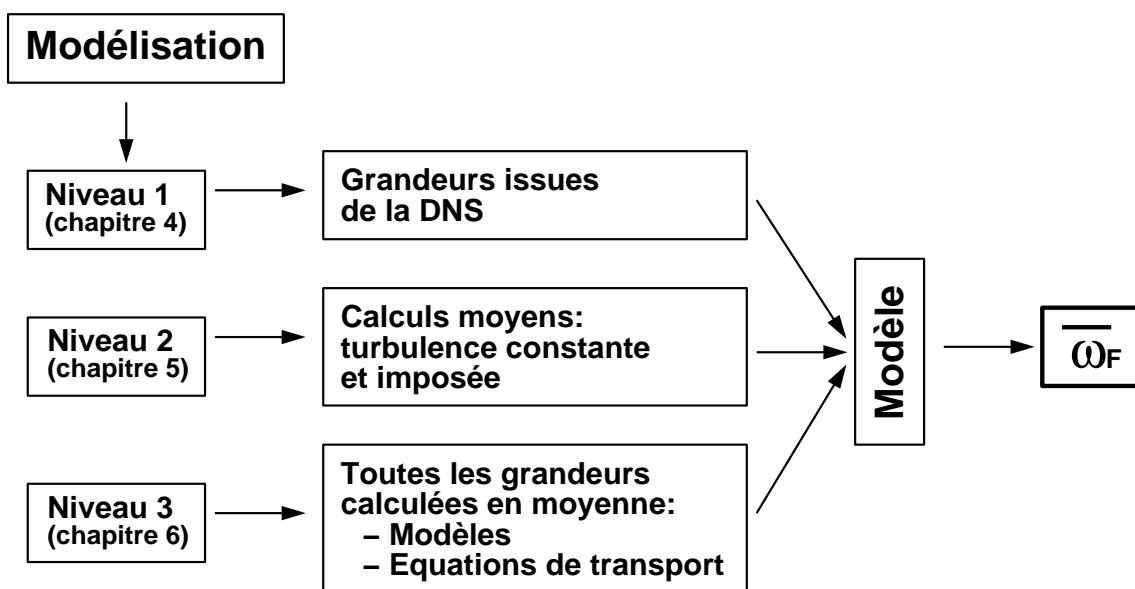 Modélisation
Niveau 1
(chapitre 4)
Grandeurs issues
de la DNS
Niveau 2
(chapitre 5)
Calculs moyens:
turbulence constante
et imposée
Niveau 3
(chapitre 6)
Toutes les grandeurs
calculées en moyenne:
– Modèles
– Equations de transport
Modèle
ω̅F